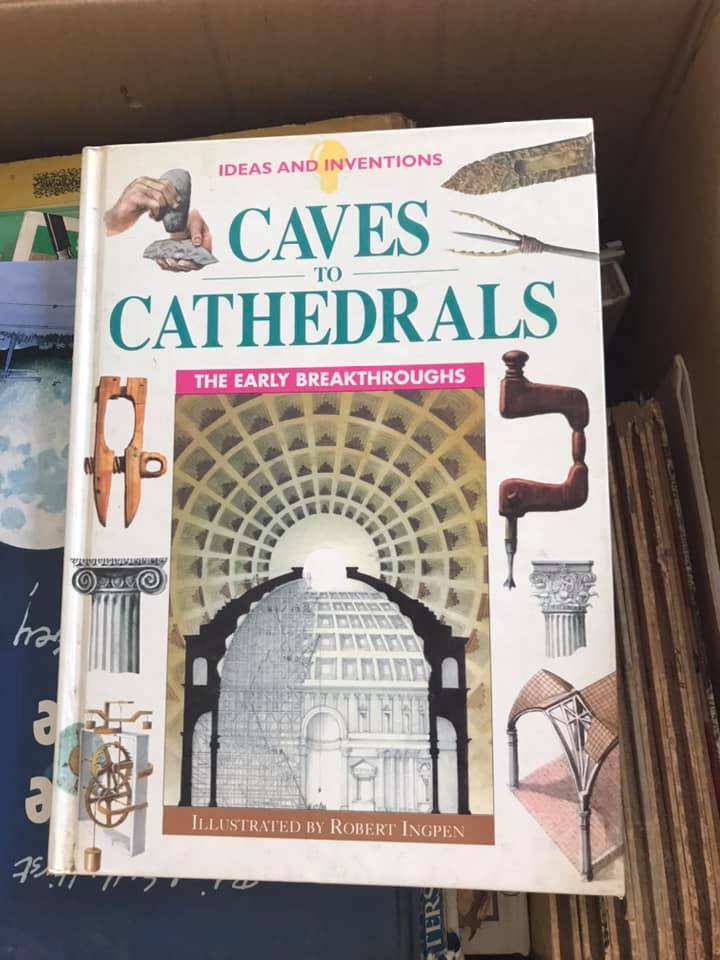 IDEAS AND INVENTIONS
CAVES
TO
CATHEDRALS
THE EARLY BREAKTHROUGHS
ILLUSTRATED BY ROBERT INGPEN